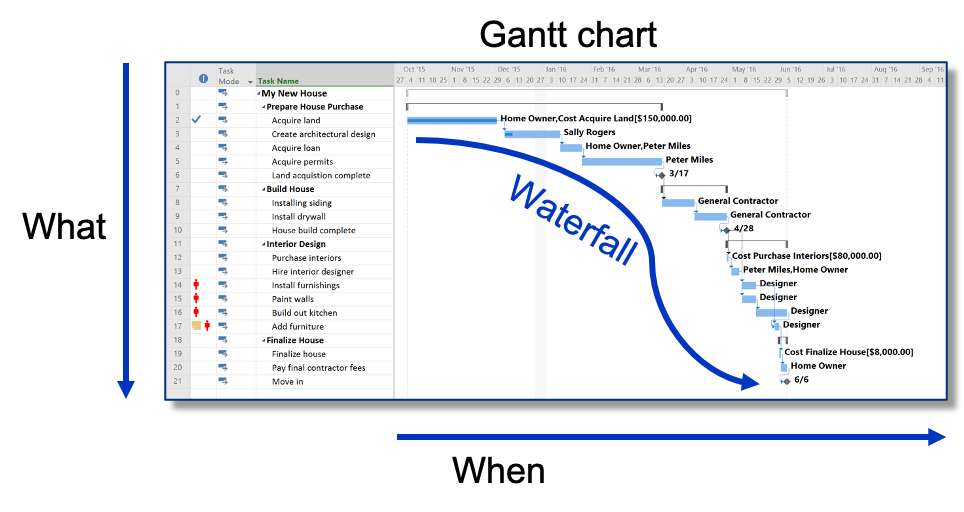 Gantt chart
What
When
Waterfall
Task Mode
Task Name
Oct '15 Nov '15 Dec '15 Jan '16 Feb '16 Mar '16 Apr '16 May '16 Jun '16 Jul '16 Aug '16 Sep '16
27 4 11 18 25 1 8 15 22 29 6 13 20 27 3 10 17 24 31 7 14 21 28 6 13 20 27 3 10 17 24 1 8 15 22 29 5 12 19 26 3 10 17 24 31 7 14 21 28 4 11
0 My New House
1 Prepare House Purchase
2 Acquire land Home Owner,Cost Acquire Land[$150,000.00]
3 Create architectural design Sally Rogers
4 Acquire loan Home Owner,Peter Miles
5 Acquire permits Peter Miles
6 Land acquistion complete 3/17
7 Build House
8 Installing siding General Contractor
9 Install drywall General Contractor
10 House build complete 4/28
11 Interior Design
12 Purchase interiors Cost Purchase Interiors[$80,000.00]
13 Hire interior designer Peter Miles,Home Owner
14 Install furnishings Designer
15 Paint walls Designer
16 Build out kitchen Designer
17 Add furniture Designer
18 Finalize House
19 Finalize house Cost Finalize House[$8,000.00]
20 Pay final contractor fees Home Owner
21 Move in 6/6